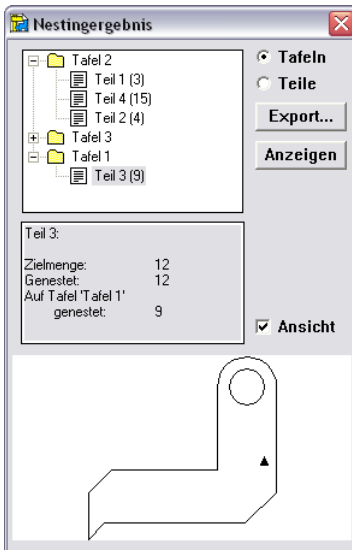 Nestingergebnis
Tafel 2
Teil 1 (3)
Teil 4 (15)
Teil 2 (4)
Tafel 3
Tafel 1
Teil 3 (9)
Tafeln
Teile
Export...
Anzeigen
Teil 3:
Zielmenge: 12
Genestet: 12
Auf Tafel 'Tafel 1'
genestet: 9
Ansicht